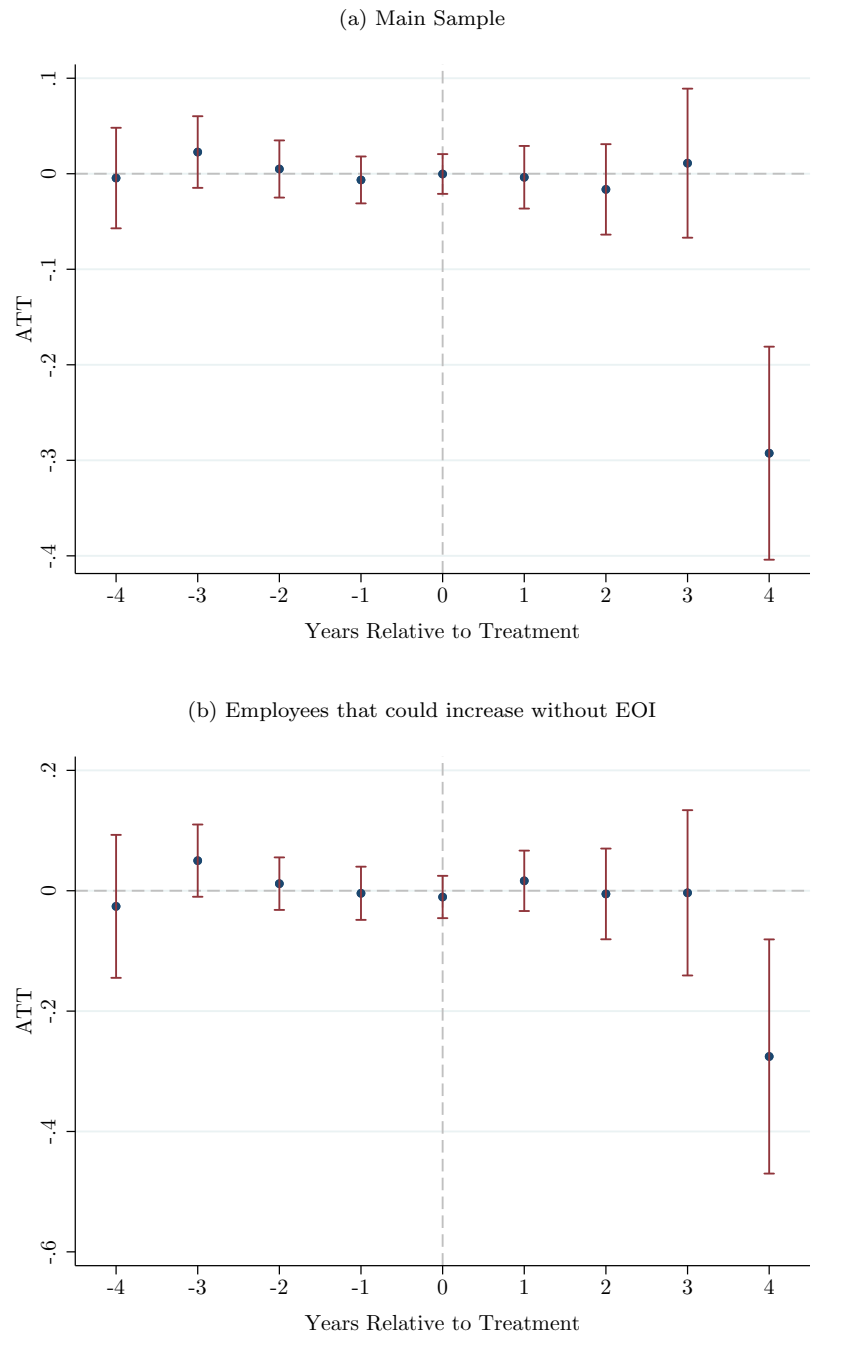 (a) Main Sample
.1
0
-.1
-.2
-.3
-.4
ATT
-4 -3 -2 -1 0 1 2 3 4
Years Relative to Treatment
(b) Employees that could increase without EOI
.2
0
-.2
-.4
-.6
ATT
-4 -3 -2 -1 0 1 2 3 4
Years Relative to Treatment